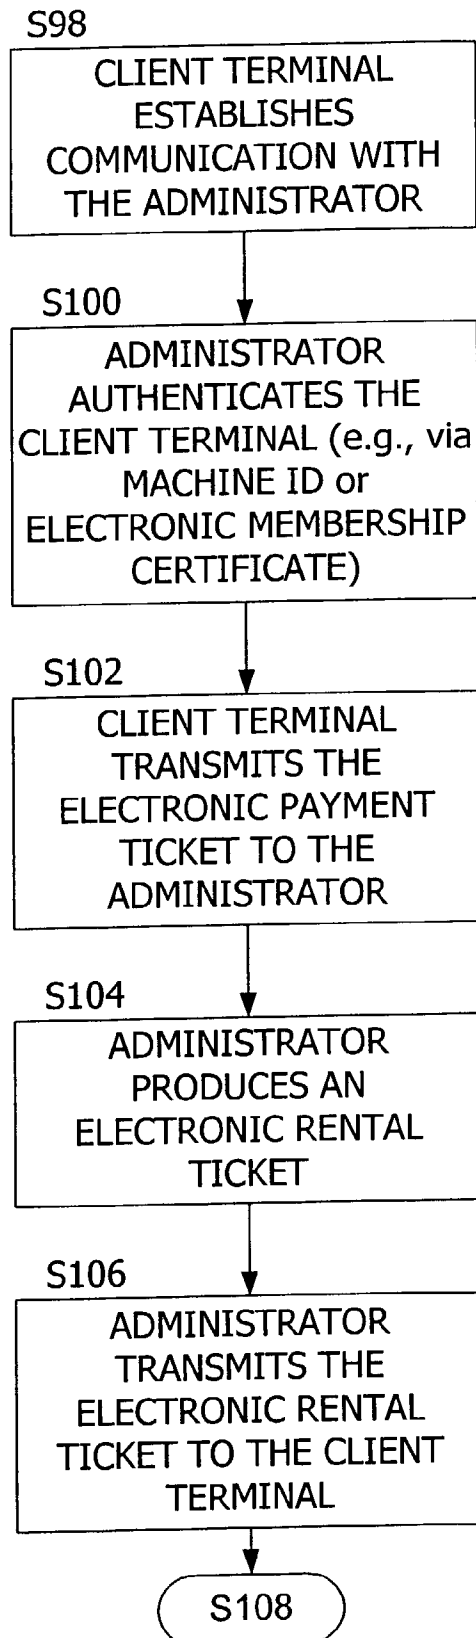 S98
CLIENT TERMINAL
ESTABLISHES
COMMUNICATION WITH
THE ADMINISTRATOR
S100
ADMINISTRATOR
AUTHENTICATES THE
CLIENT TERMINAL (e.g., via
MACHINE ID or
ELECTRONIC MEMBERSHIP
CERTIFICATE)
S102
CLIENT TERMINAL
TRANSMITS THE
ELECTRONIC PAYMENT
TICKET TO THE
ADMINISTRATOR
S104
ADMINISTRATOR
PRODUCES AN
ELECTRONIC RENTAL
TICKET
S106
ADMINISTRATOR
TRANSMITS THE
ELECTRONIC RENTAL
TICKET TO THE CLIENT
TERMINAL
S108